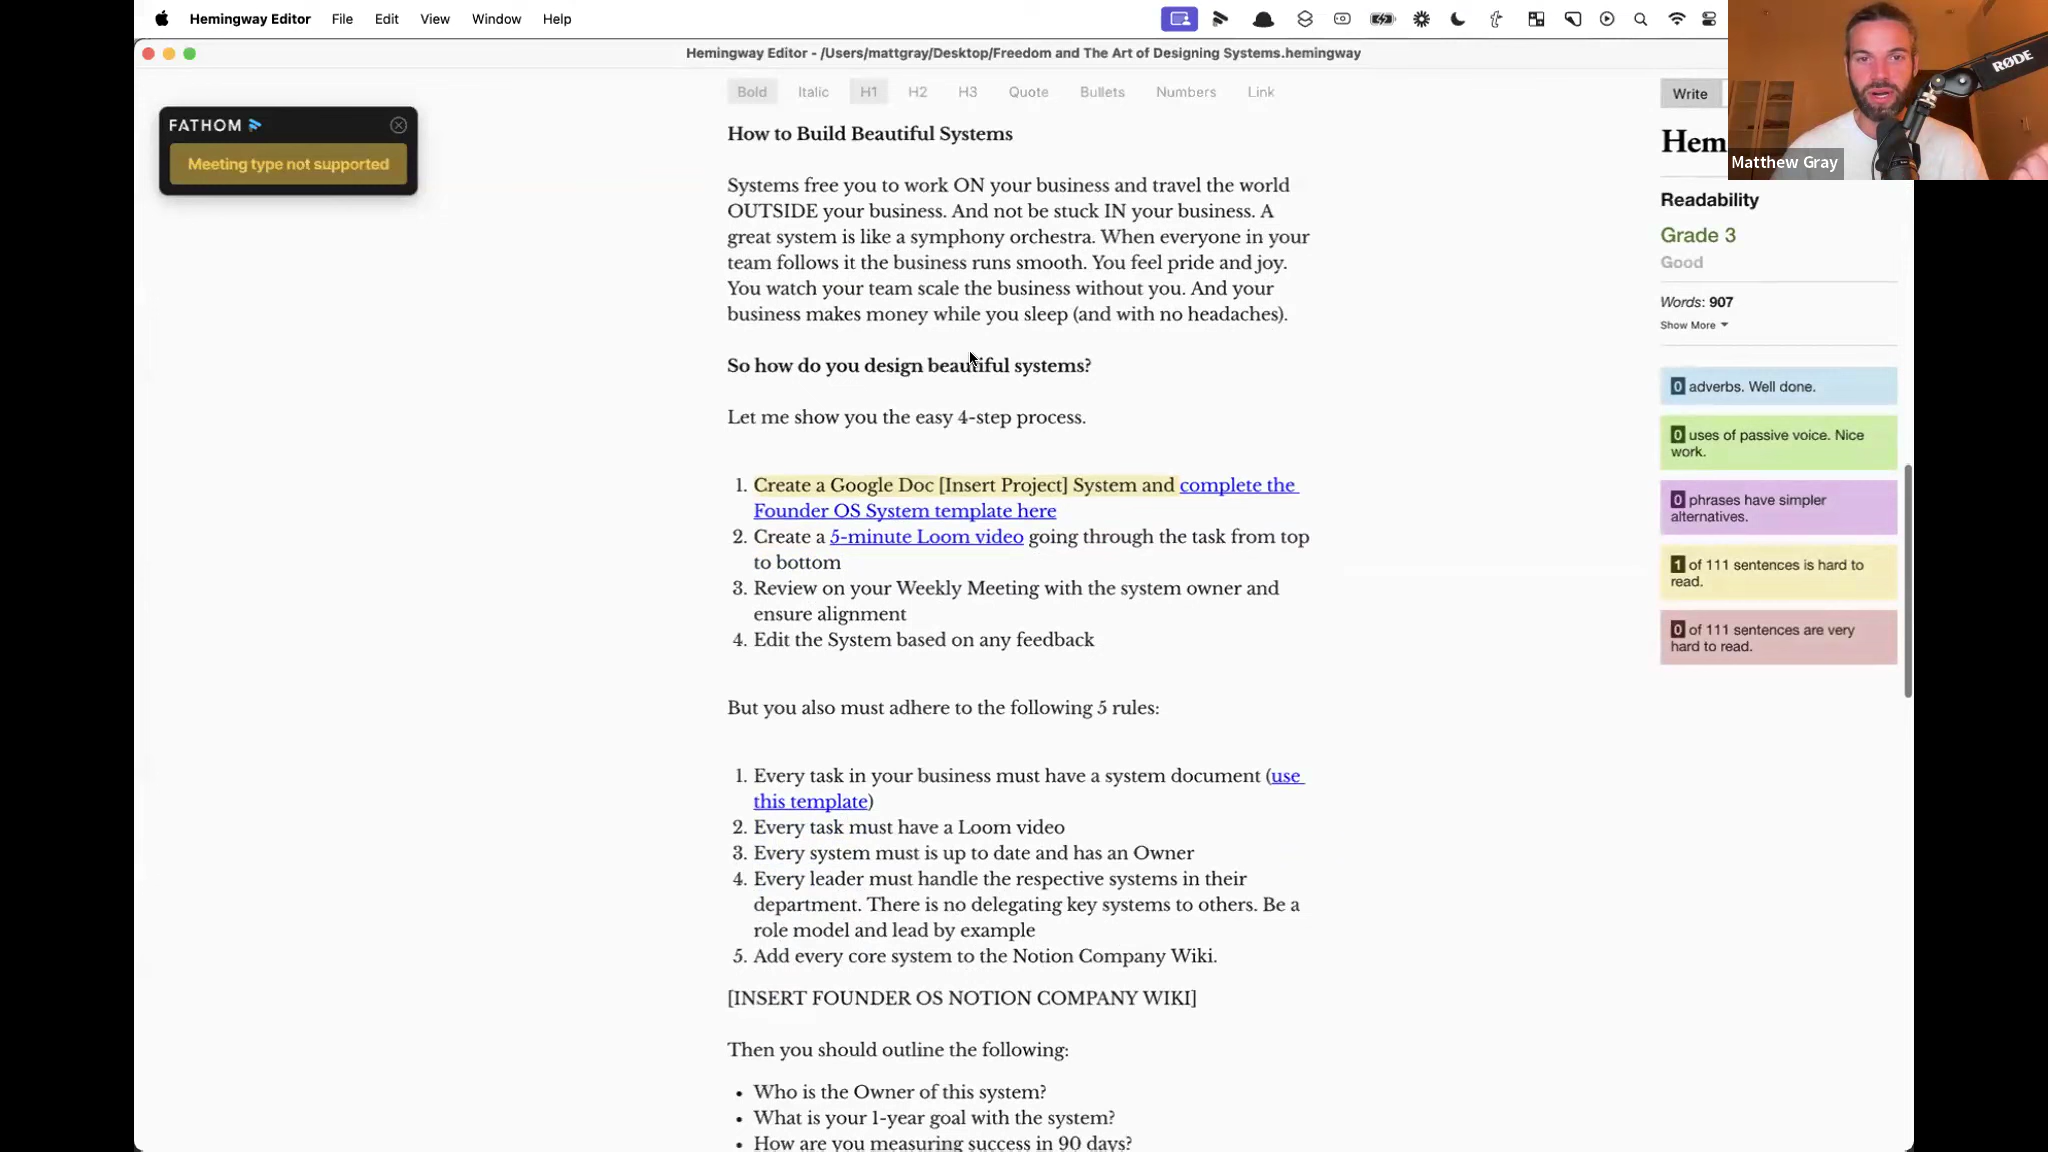 Hemingway Editor File Edit View Window Help
Hemingway Editor - /Users/mattgray/Desktop/Freedom and The Art of Designing Systems.hemingway
RØDE
Matthew Gray
FATHOM
Meeting type not supported
Bold Italic H1 H2 H3 Quote Bullets Numbers Link
How to Build Beautiful Systems
Systems free you to work ON your business and travel the world
OUTSIDE your business. And not be stuck IN your business. A
great system is like a symphony orchestra. When everyone in your
team follows it the business runs smooth. You feel pride and joy.
You watch your team scale the business without you. And your
business makes money while you sleep (and with no headaches).
So how do you design beautiful systems?
Let me show you the easy 4-step process.
1. Create a Google Doc [Insert Project] System and complete the
Founder OS System template here
2. Create a 5-minute Loom video going through the task from top
to bottom
3. Review on your Weekly Meeting with the system owner and
ensure alignment
4. Edit the System based on any feedback
But you also must adhere to the following 5 rules:
1. Every task in your business must have a system document (use
this template)
2. Every task must have a Loom video
3. Every system must is up to date and has an Owner
4. Every leader must handle the respective systems in their
department. There is no delegating key systems to others. Be a
role model and lead by example
5. Add every core system to the Notion Company Wiki.
[INSERT FOUNDER OS NOTION COMPANY WIKI]
Then you should outline the following:
• Who is the Owner of this system?
• What is your 1-year goal with the system?
• How are you measuring success in 90 days?
Write
Hem
Readability
Grade 3
Good
Words: 907
Show More
0 adverbs. Well done.
0 uses of passive voice. Nice
work.
0 phrases have simpler
alternatives.
1 of 111 sentences is hard to
read.
0 of 111 sentences are very
hard to read.